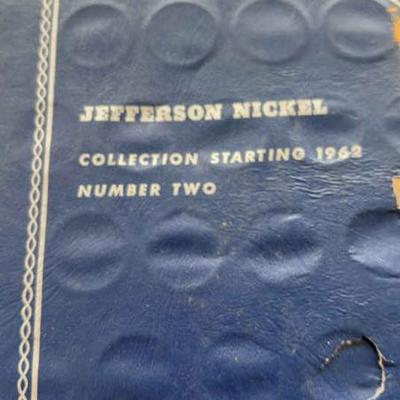 JEFFERSON NICKEL
COLLECTION STARTING 1962
NUMBER TWO